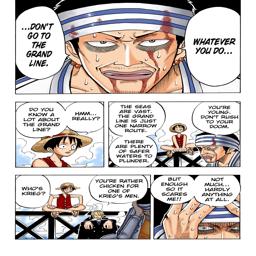 WHATEVER
YOU DO...
...DON'T
GO TO
THE
GRAND
LINE.
YOU'RE
YOUNG.
DON'T RUSH
TO YOUR
DOOM.
THE SEAS
ARE VAST.
THE GRAND
LINE IS JUST
ONE NARROW
ROUTE.
THERE ARE
PLENTY OF
SAFER
WATERS TO
PLUNDER.
HMM...
REALLY?
DO YOU
KNOW A
LOT ABOUT
THE GRAND
LINE?
NOT
MUCH...
HARDLY
ANYTHING
AT ALL.
BUT
ENOUGH
SO IT
SCARES
ME!!
YOU'RE RATHER
CHICKEN FOR
ONE OF
KRIEG'S MEN.
WHO'S
KRIEG?